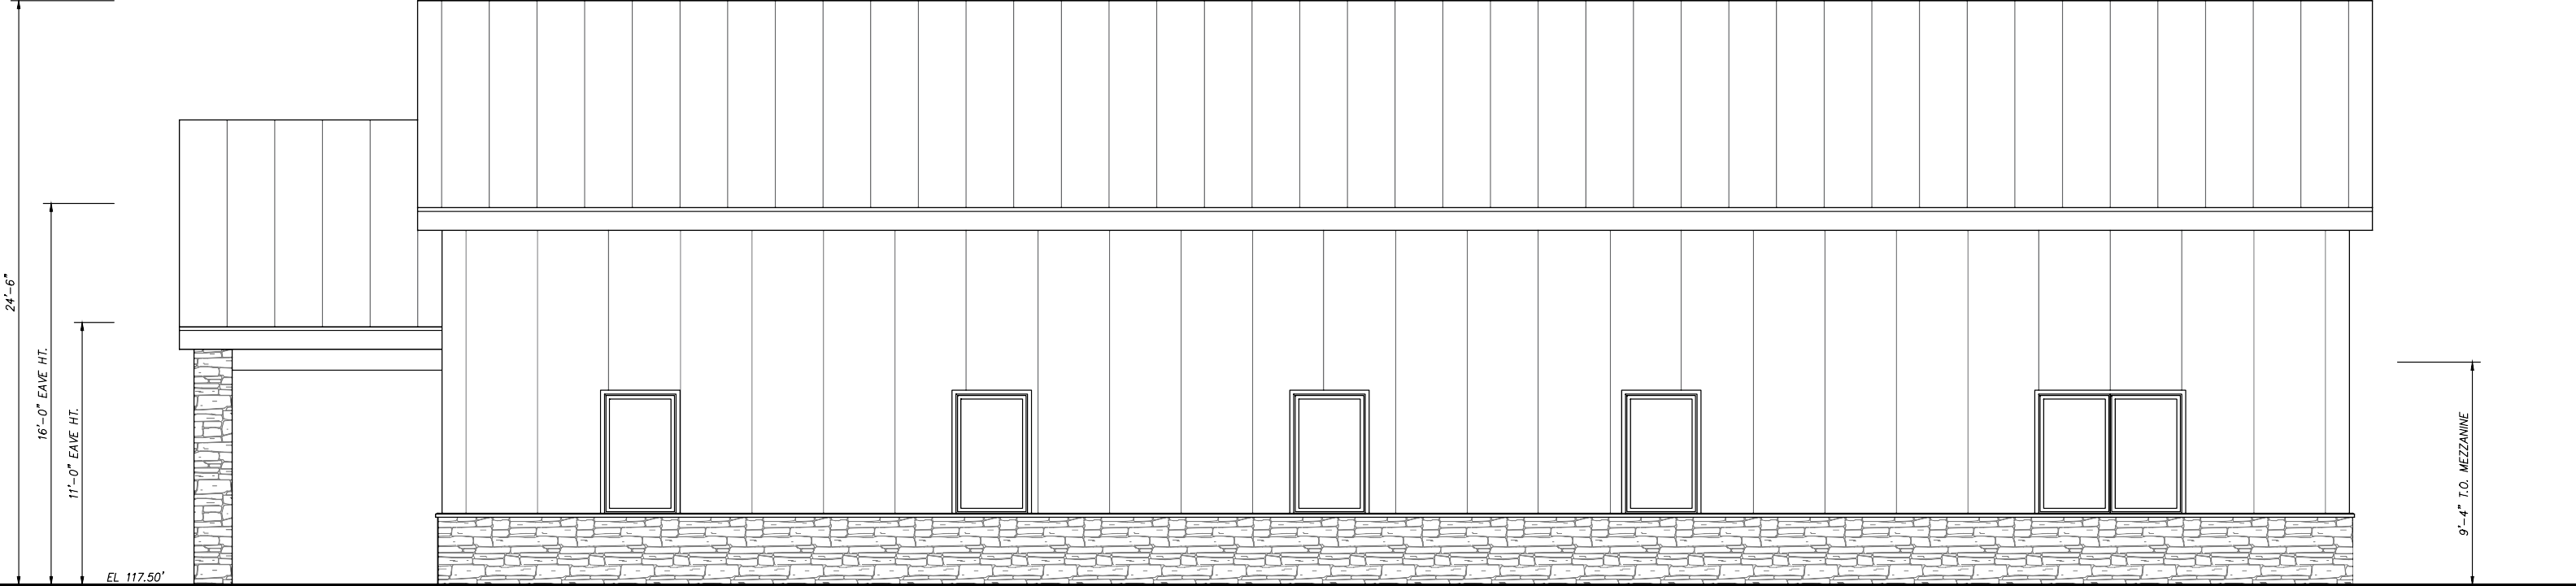 24'-6"
16'-0" EAVE HT.
11'-0" EAVE HT.
EL 117.50'
9'-4" T.O. MEZZANINE